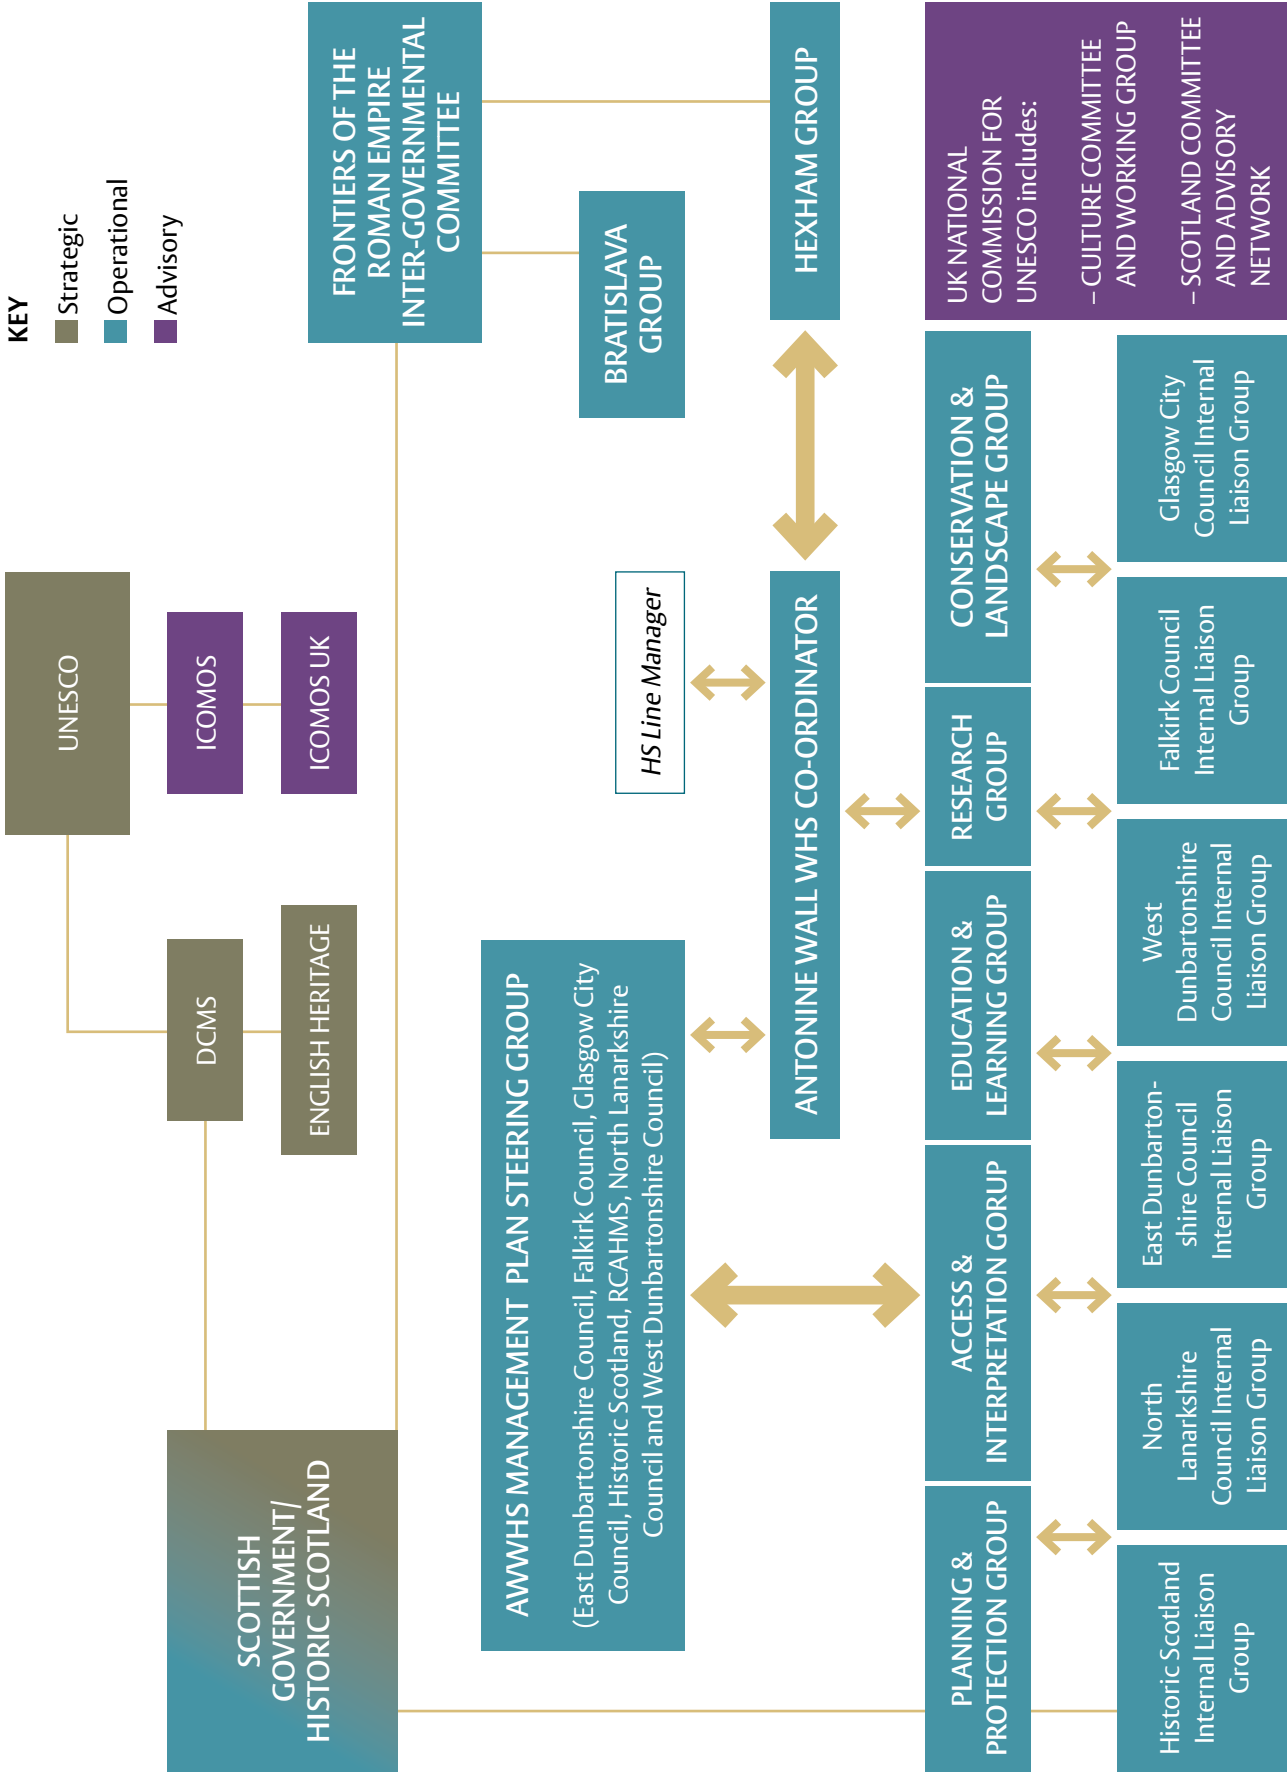 KEY
Strategic
Operational
Advisory
UNESCO
DCMS
ICOMOS
ENGLISH HERITAGE
ICOMOS UK
SCOTTISH
GOVERNMENT/
HISTORIC SCOTLAND
FRONTIERS OF THE
ROMAN EMPIRE
INTER-GOVERNMENTAL
COMMITTEE
AWWHS MANAGEMENT PLAN STEERING GROUP
(East Dunbartonshire Council, Falkirk Council, Glasgow City
Council, Historic Scotland, RCAHMS, North Lanarkshire
Council and West Dunbartonshire Council)
HS Line Manager
BRATISLAVA
GROUP
ANTONINE WALL WHS CO-ORDINATOR
HEXHAM GROUP
PLANNING &
PROTECTION GROUP
ACCESS &
INTERPRETATION GORUP
EDUCATION &
LEARNING GROUP
RESEARCH
GROUP
CONSERVATION &
LANDSCAPE GROUP
UK NATIONAL
COMMISSION FOR
UNESCO includes:
– CULTURE COMMITTEE
AND WORKING GROUP
– SCOTLAND COMMITTEE
AND ADVISORY
NETWORK
Historic Scotland
Internal Liaison
Group
North
Lanarkshire
Council Internal
Liaison Group
East Dunbarton-
shire Council
Internal Liaison
Group
West
Dunbartonshire
Council Internal
Liaison Group
Falkirk Council
Internal Liaison
Group
Glasgow City
Council Internal
Liaison Group